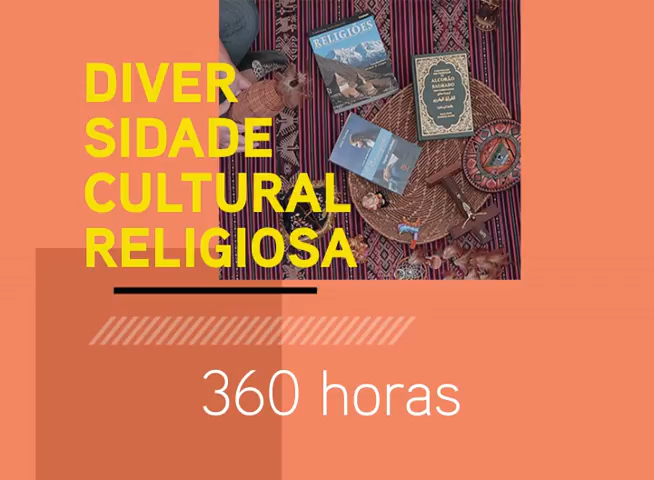 DIVER
SIDADE
CULTURAL
RELIGIOSA
RELIGIÕES
ALCORÃO
SAGRADO
360 horas